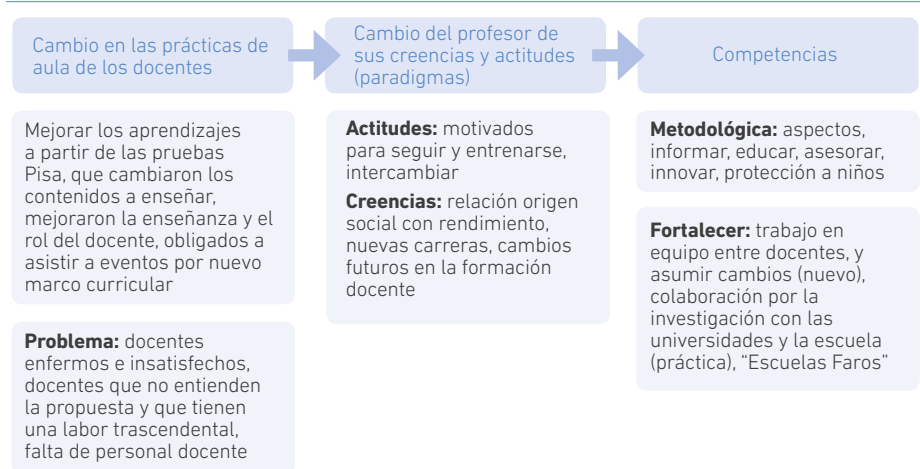 Cambio en las prácticas de
aula de los docentes
Cambio del profesor de
sus creencias y actitudes
(paradigmas)
Competencias
Mejorar los aprendizajes
a partir de las pruebas
Pisa, que cambiaron los
contenidos a enseñar,
mejoraron la enseñanza y el
rol del docente, obligados a
asistir a eventos por nuevo
marco curricular
Problema: docentes
enfermos e insatisfechos,
docentes que no entienden
la propuesta y que tienen
una labor trascendental,
falta de personal docente
Actitudes: motivados
para seguir y entrenarse,
intercambiar
Creencias: relación origen
social con rendimiento,
nuevas carreras, cambios
futuros en la formación
docente
Metodológica: aspectos,
informar, educar, asesorar,
innovar, protección a niños
Fortalecer: trabajo en
equipo entre docentes, y
asumir cambios (nuevo),
colaboración por la
investigación con las
universidades y la escuela
(práctica), “Escuelas Faros”